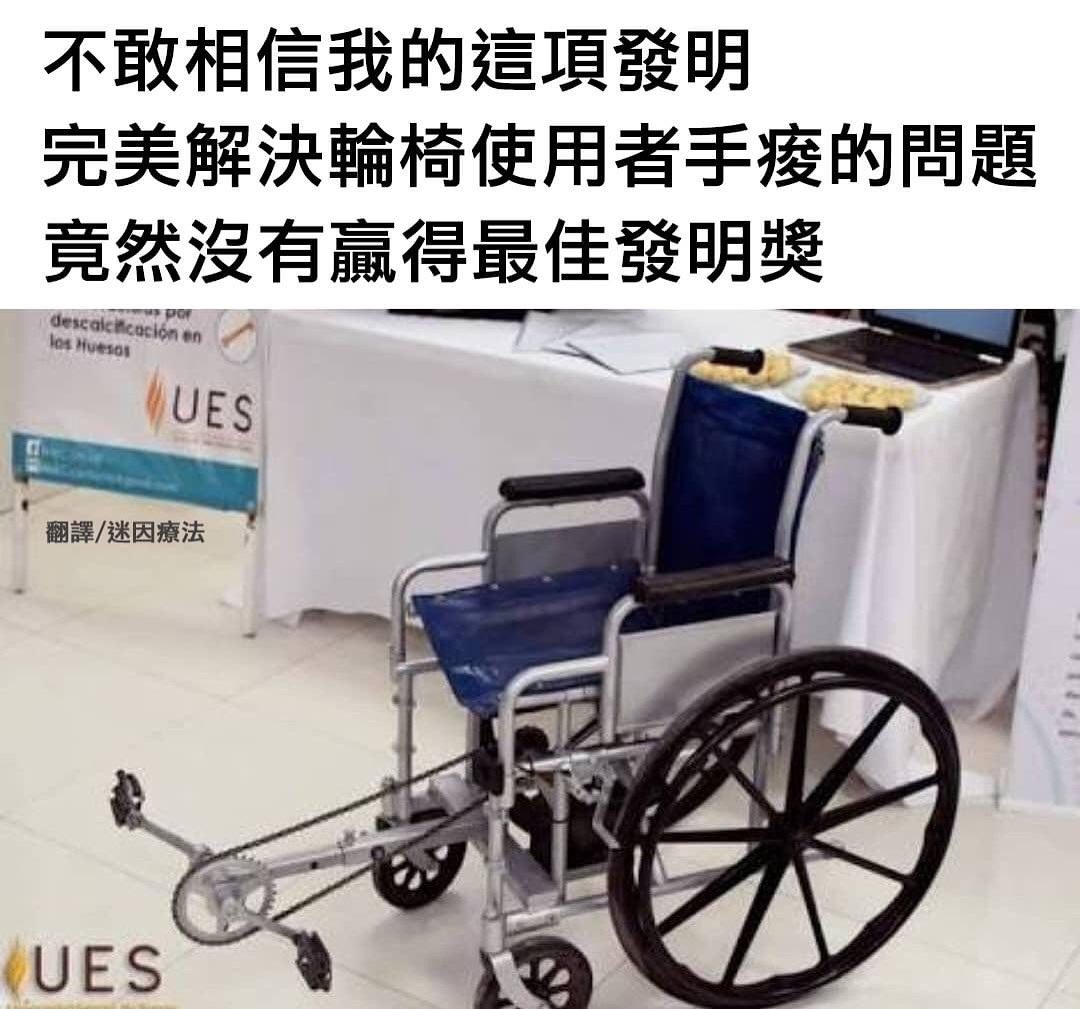 不敢相信我的這項發明
完美解決輪椅使用者手痠的問題
竟然沒有贏得最佳發明獎
por
descalcificación en
los Huesos
UES
翻譯/迷因療法
UES